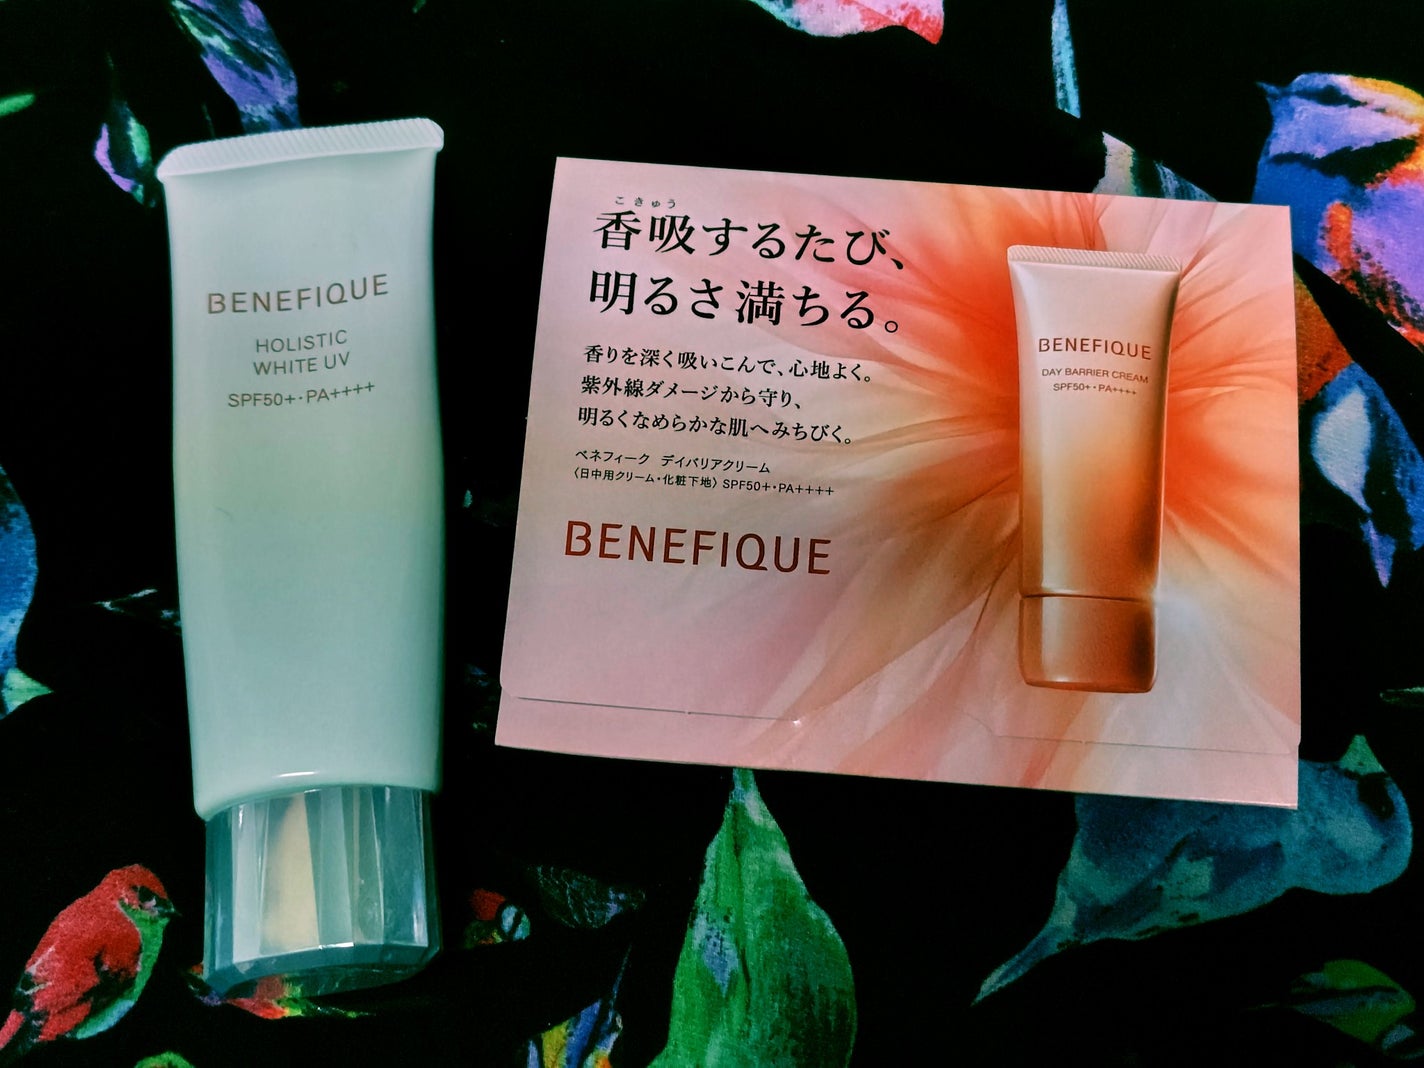 BENEFIQUE
HOLISTIC
WHITE UV
SPF50+・PA++++
こきゅう
香吸するたび、
明るさ満ちる。
香りを深く吸いこんで、心地よく。
紫外線ダメージから守り、
明るくなめらかな肌へみちびく。
ベネフィーク デイバリアクリーム
〈日中用クリーム・化粧下地〉 SPF50+・PA++++
BENEFIQUE
BENEFIQUE
DAY BARRIER CREAM
SPF50+・PA++++